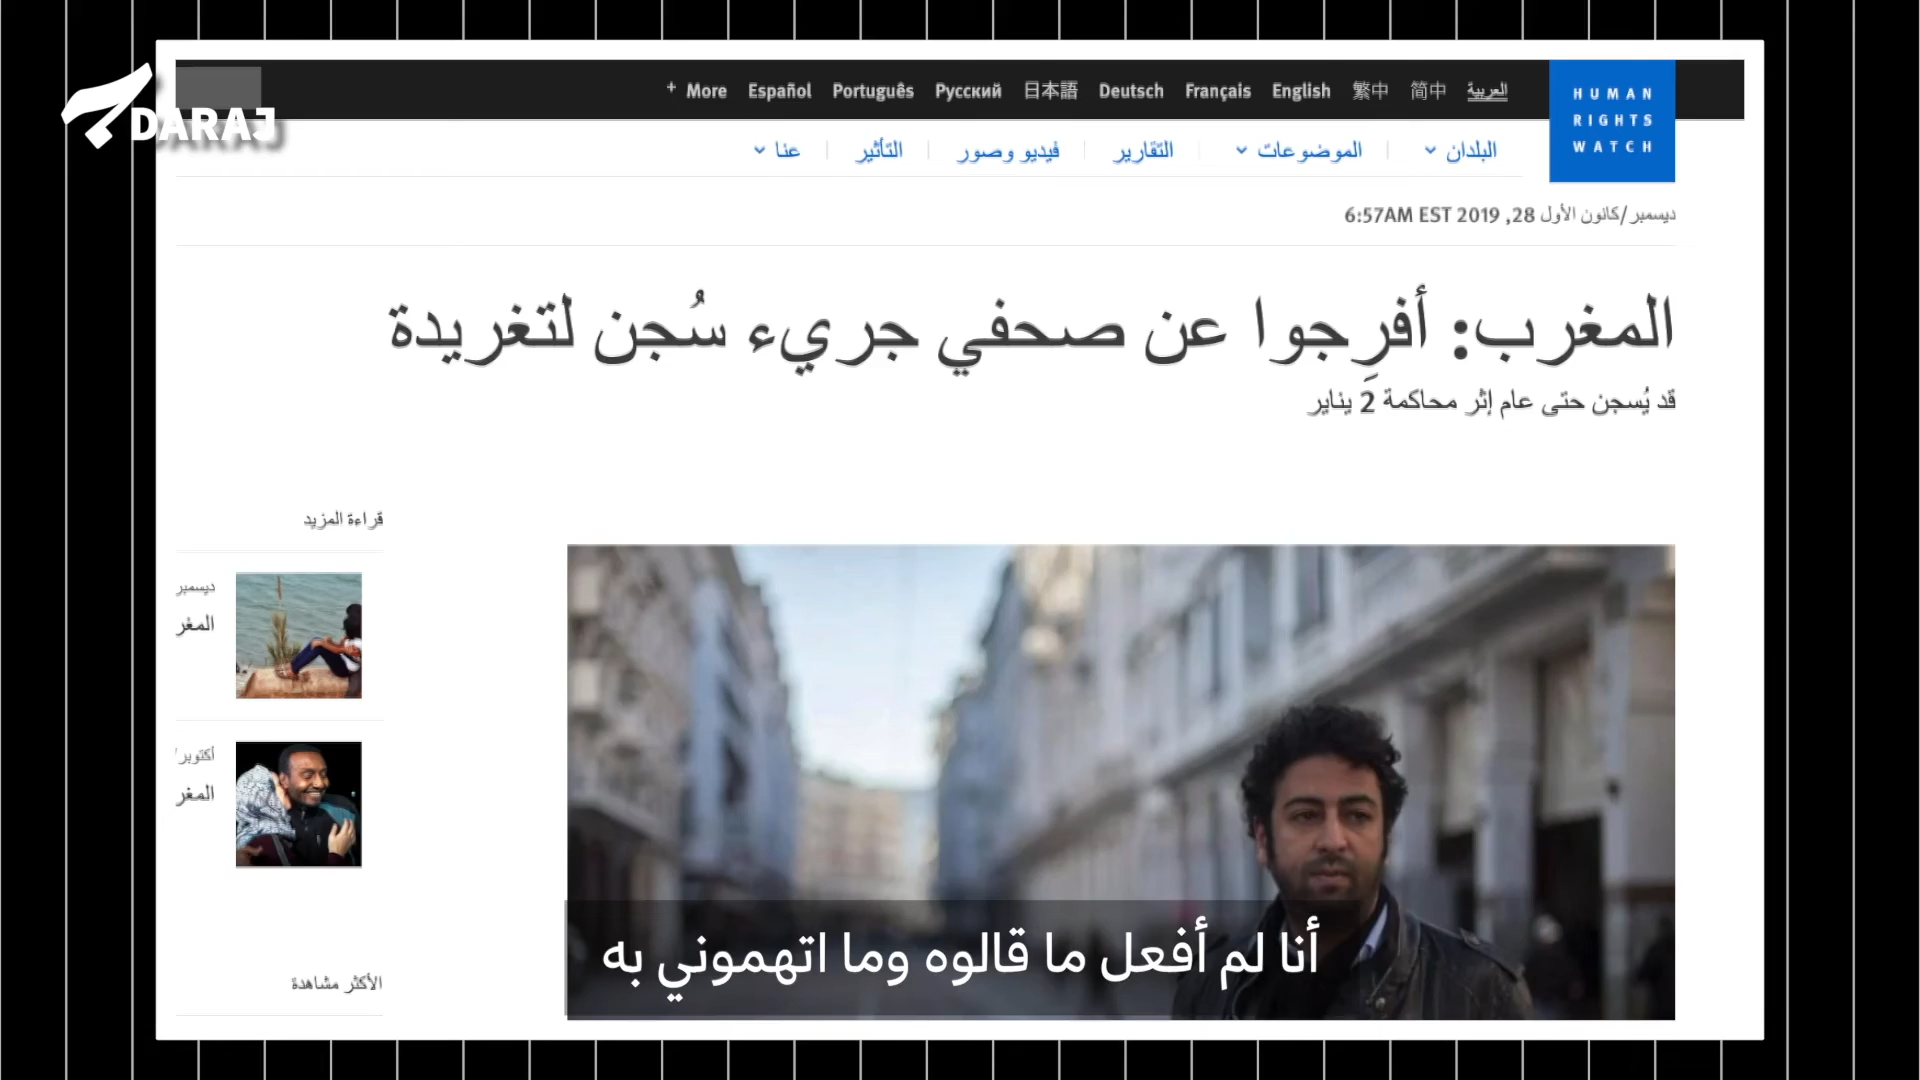 DARAJ
العربية 简中 繁中 English Français Deutsch 日本語 Русский Português Español More +
HUMAN
RIGHTS
WATCH
البلدان الموضوعات التقارير فيديو وصور التأثير عنا
ديسمبر/كانون الأول 28, 2019 6:57AM EST
المغرب: أفرِجوا عن صحفي جريء سُجن لتغريدة
قد يُسجن حتى عام إثر محاكمة 2 يناير
قراءة المزيد
ديسمبر
المغر
أكتوبر/
المغر
الأكثر مشاهدة
أنا لم أفعل ما قالوه وما اتهموني به